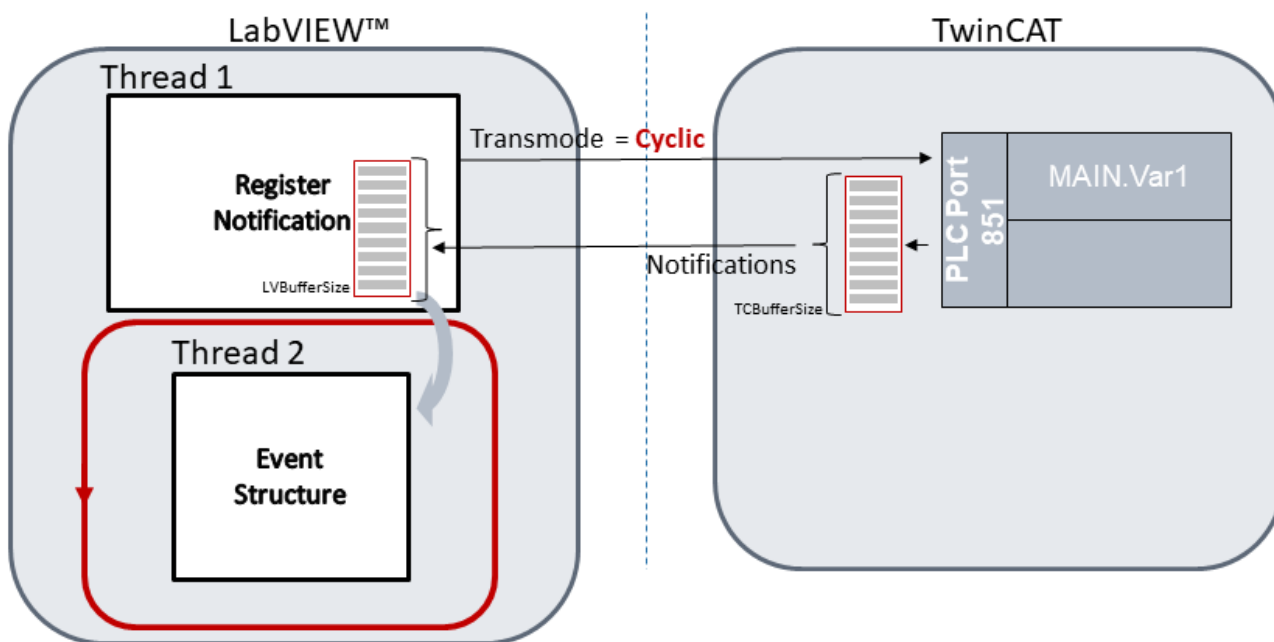 LabVIEW™
TwinCAT
Thread 1
Transmode = Cyclic
Register
Notification
LVBufferSize
Notifications
TCBufferSize
PLC Port
851
MAIN.Var1
Thread 2
Event
Structure